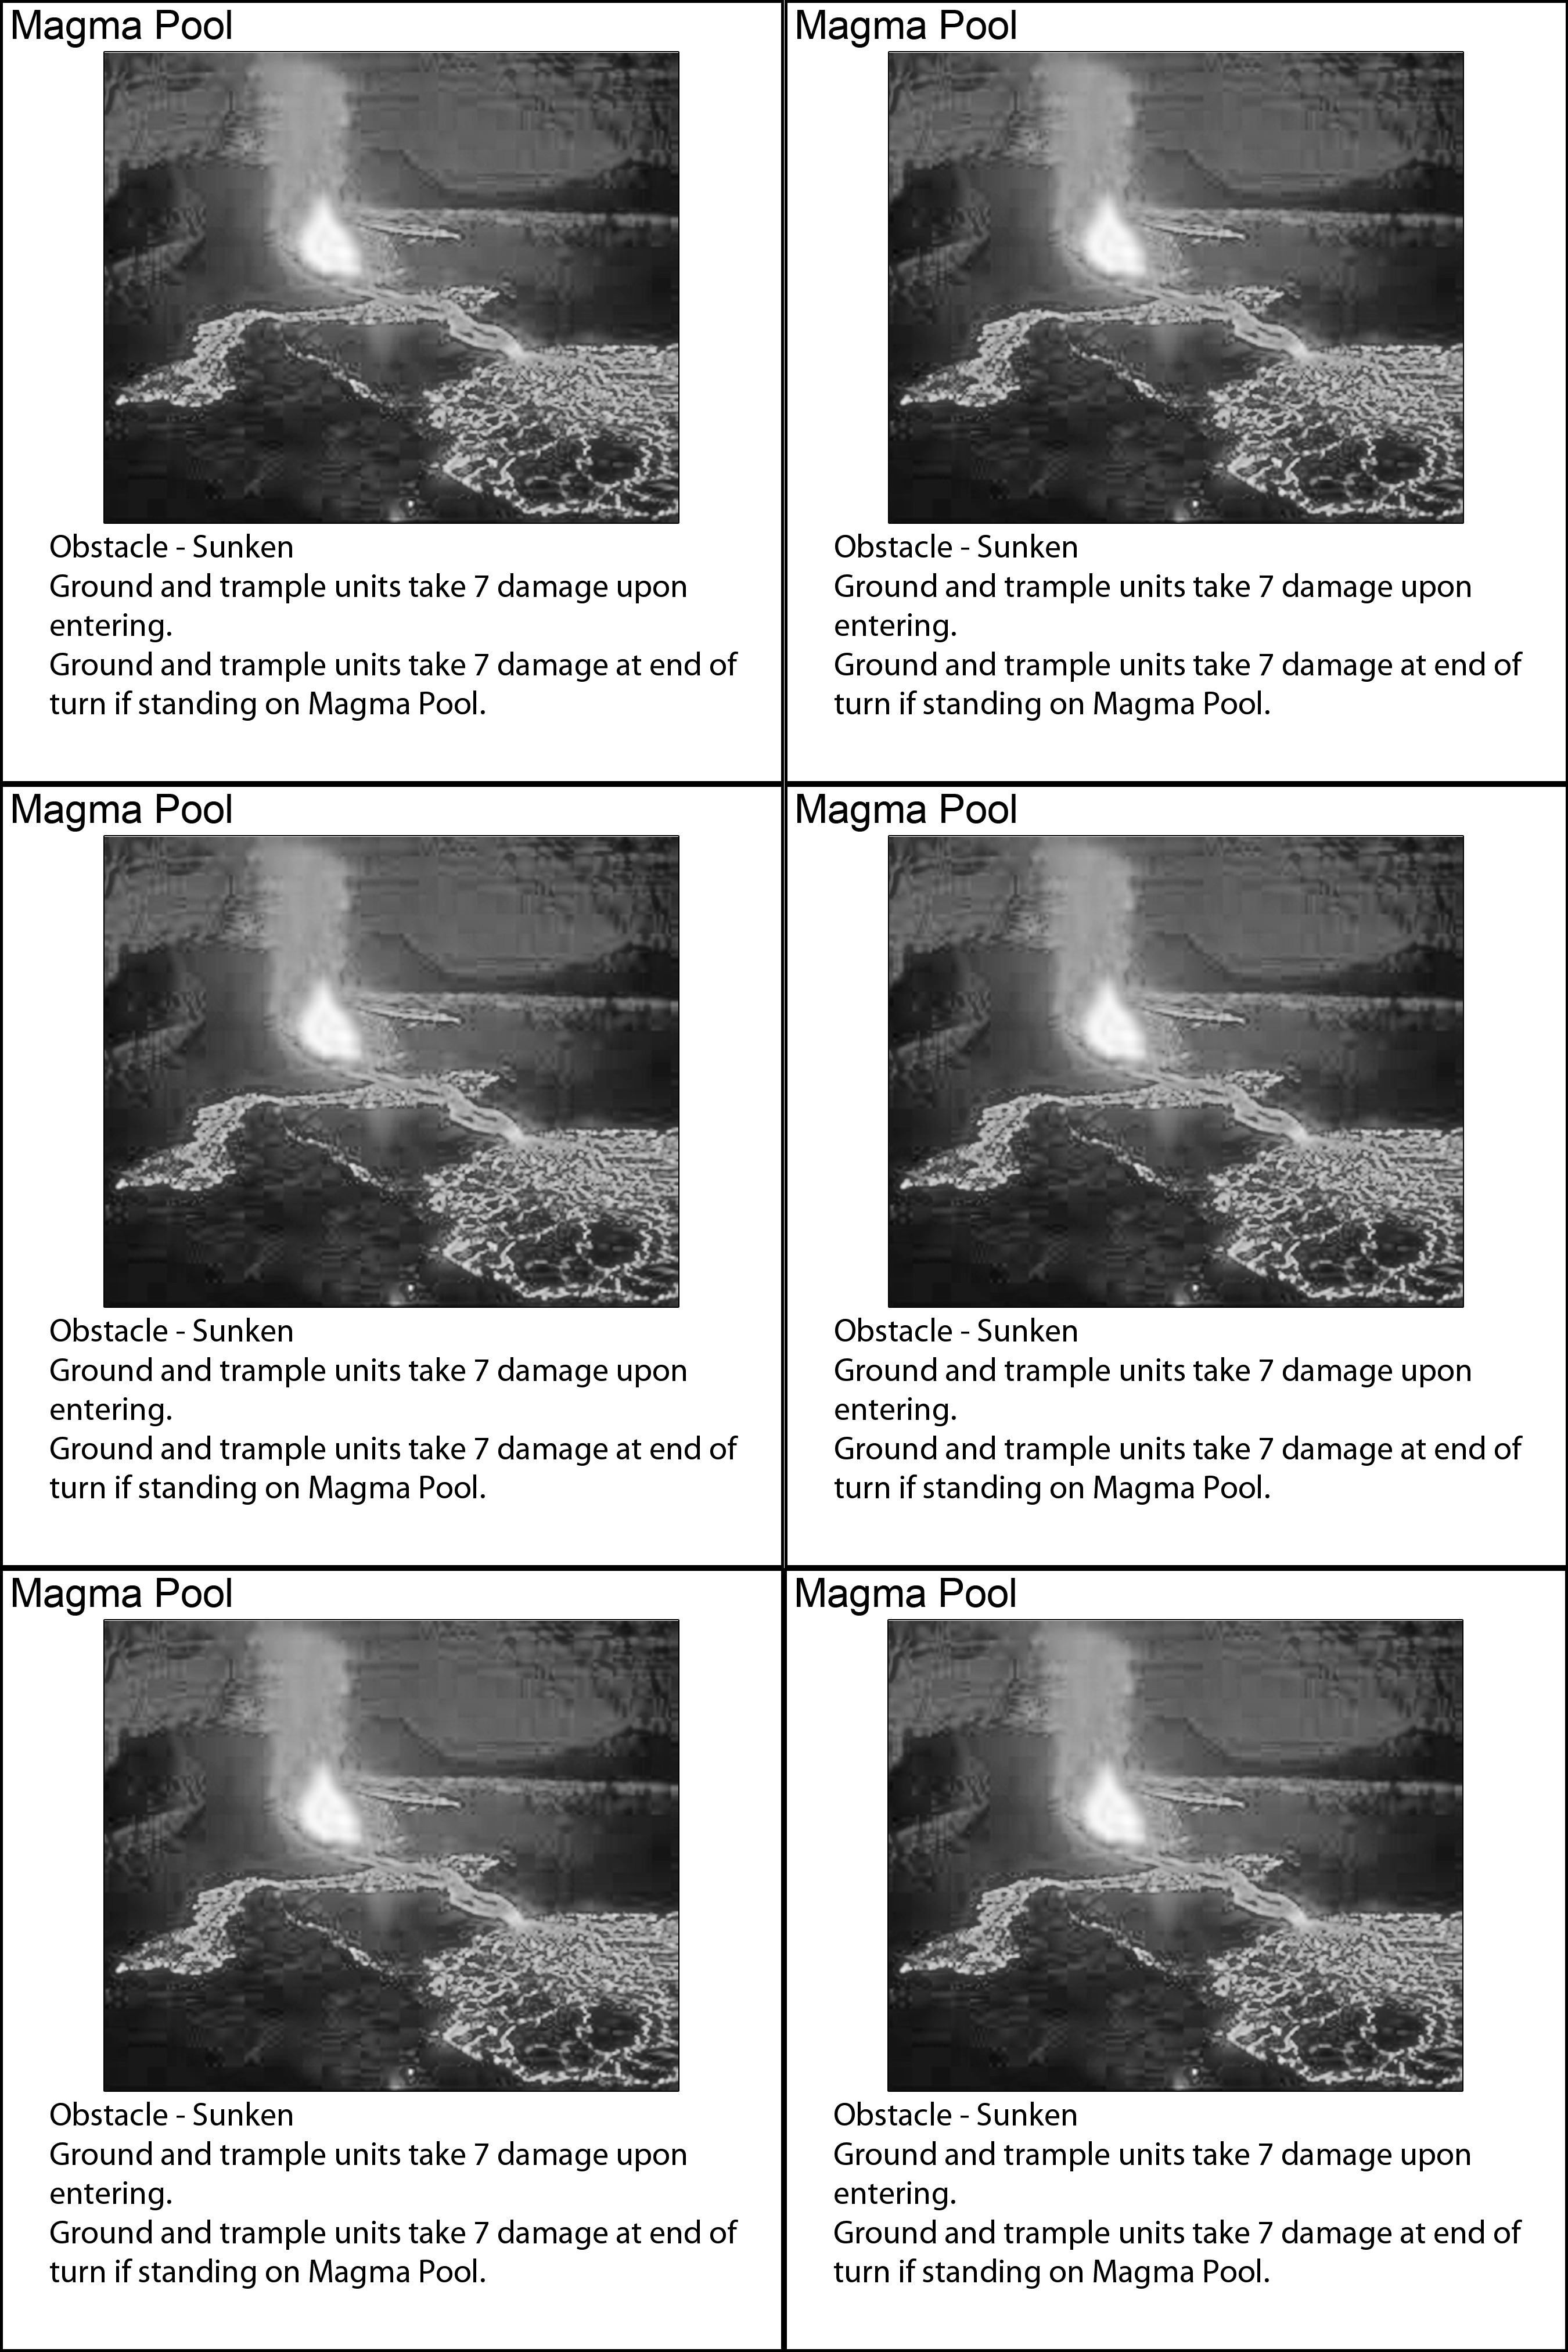 Magma Pool
Obstacle - Sunken
Ground and trample units take 7 damage upon
entering.
Ground and trample units take 7 damage at end of
turn if standing on Magma Pool.
Magma Pool
Obstacle - Sunken
Ground and trample units take 7 damage upon
entering.
Ground and trample units take 7 damage at end of
turn if standing on Magma Pool.
Magma Pool
Obstacle - Sunken
Ground and trample units take 7 damage upon
entering.
Ground and trample units take 7 damage at end of
turn if standing on Magma Pool.
Magma Pool
Obstacle - Sunken
Ground and trample units take 7 damage upon
entering.
Ground and trample units take 7 damage at end of
turn if standing on Magma Pool.
Magma Pool
Obstacle - Sunken
Ground and trample units take 7 damage upon
entering.
Ground and trample units take 7 damage at end of
turn if standing on Magma Pool.
Magma Pool
Obstacle - Sunken
Ground and trample units take 7 damage upon
entering.
Ground and trample units take 7 damage at end of
turn if standing on Magma Pool.